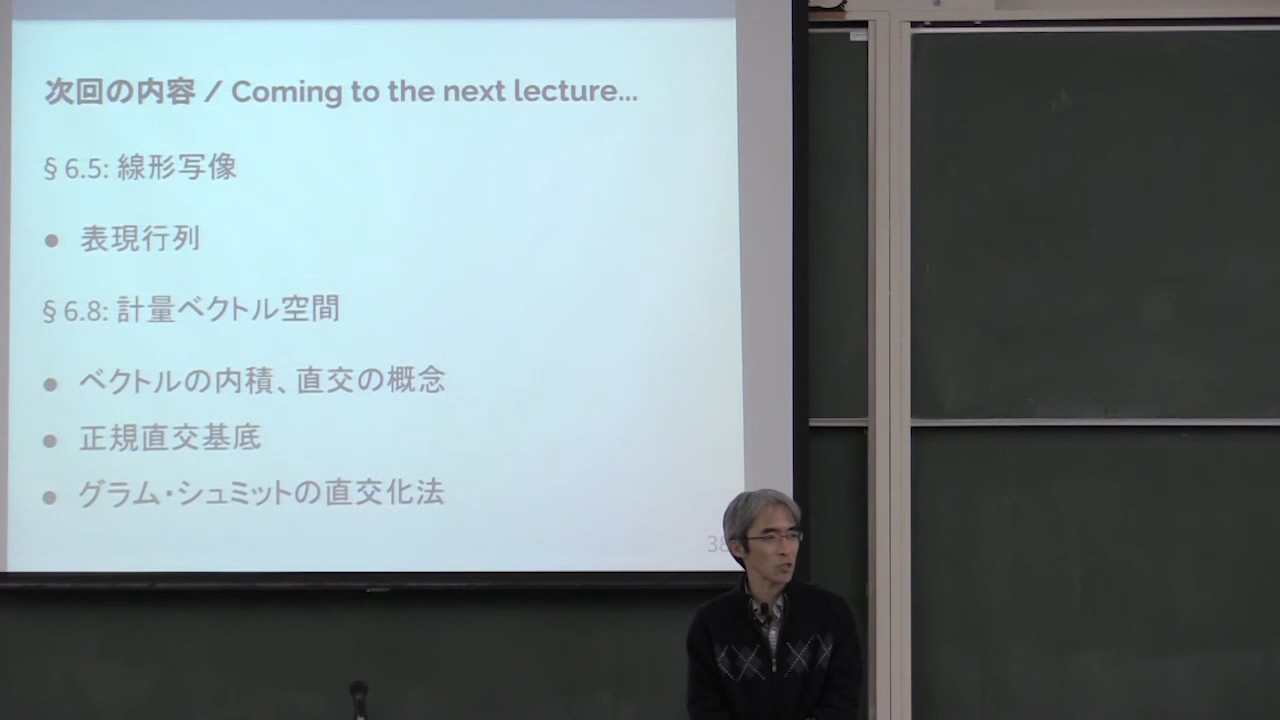 次回の内容 / Coming to the next lecture...
§ 6.5: 線形写像
● 表現行列
§ 6.8: 計量ベクトル空間
● ベクトルの内積、直交の概念
● 正規直交基底
● グラム・シュミットの直交化法